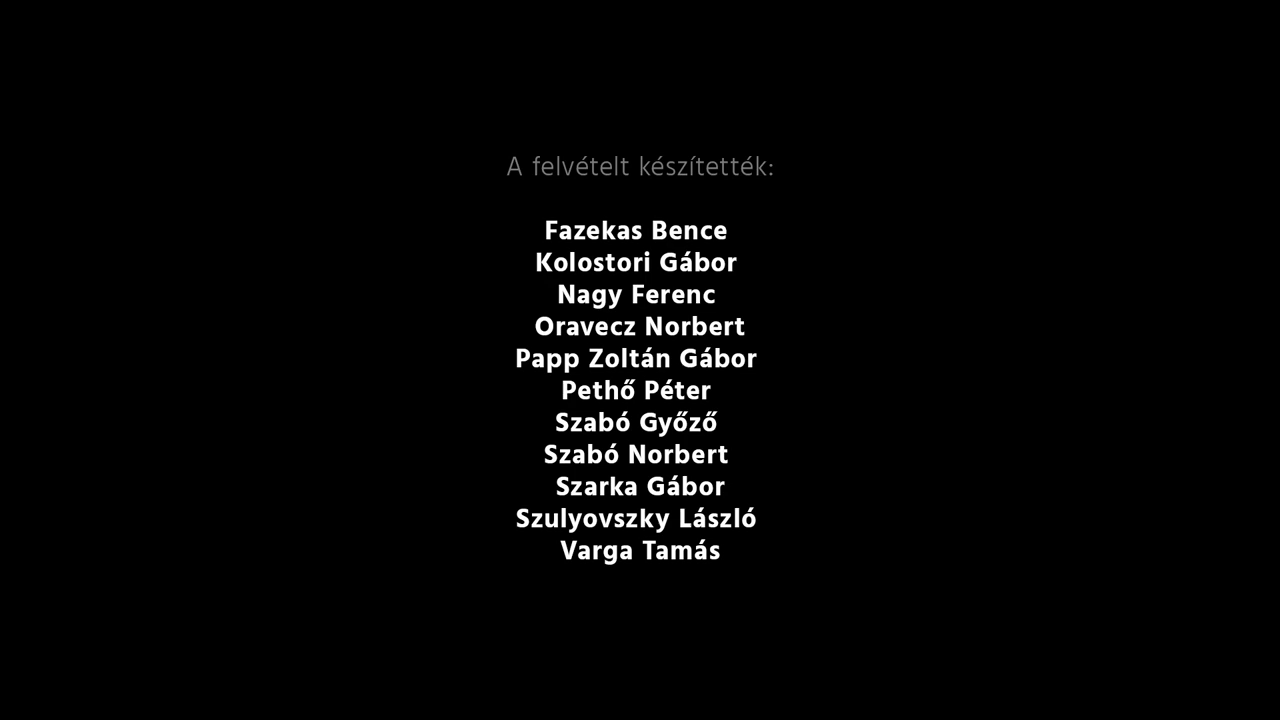 A felvételt készítették:
Fazekas Bence
Kolostori Gábor
Nagy Ferenc
Oravecz Norbert
Papp Zoltán Gábor
Pethő Péter
Szabó Győző
Szabó Norbert
Szarka Gábor
Szulyovszky László
Varga Tamás